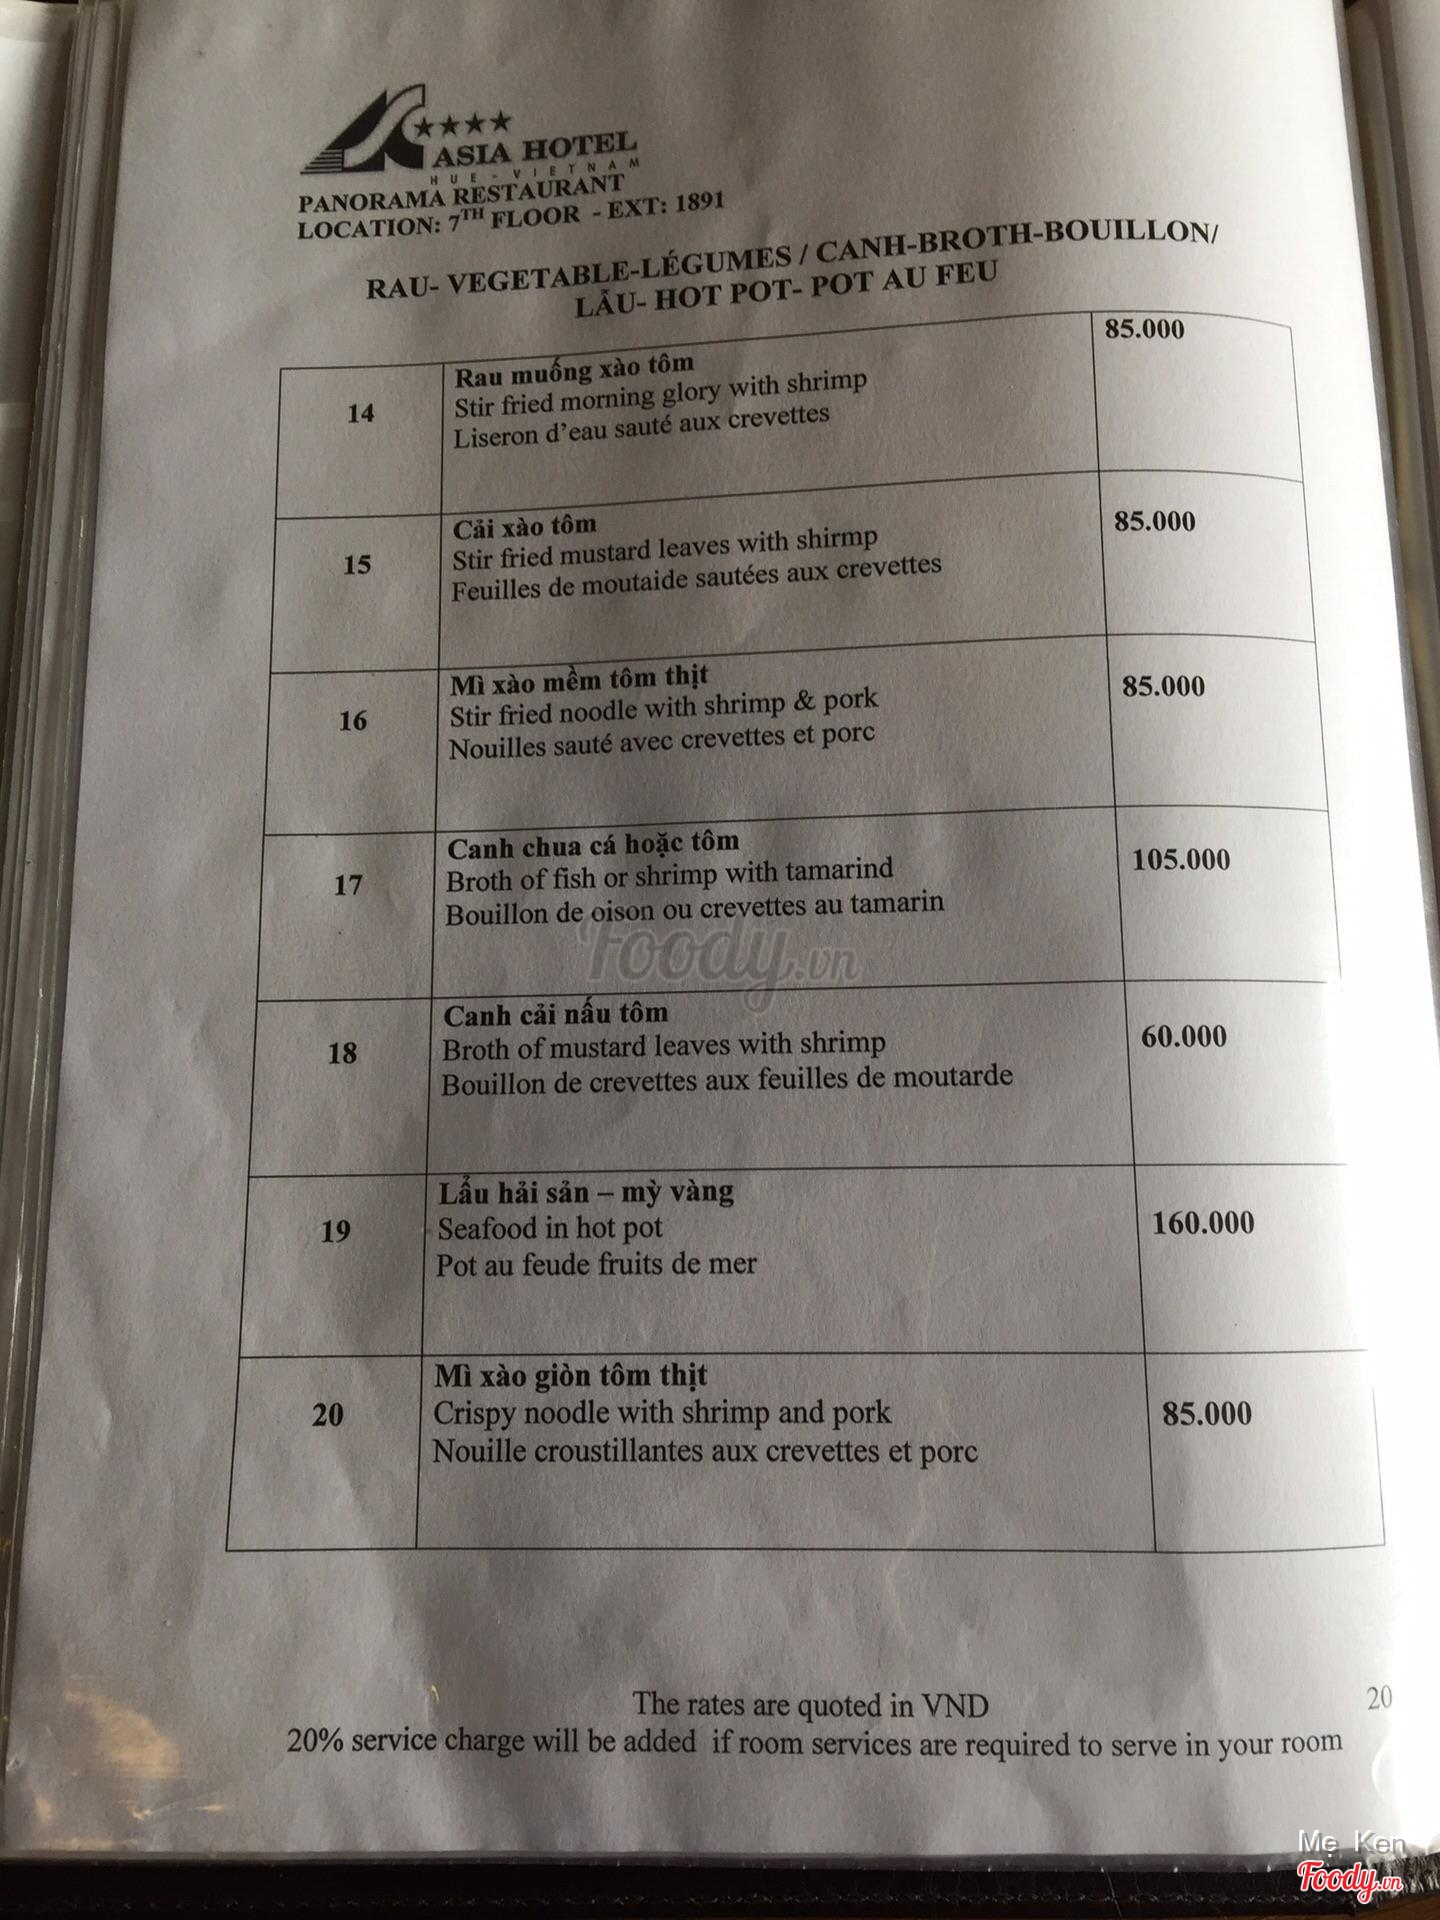 ★★★★
ASIA HOTEL
HUE - VIETNAM
PANORAMA RESTAURANT
LOCATION: 7TH FLOOR - EXT: 1891
RAU- VEGETABLE-LÉGUMES / CANH-BROTH-BOUILLON/
LẨU- HOT POT- POT AU FEU
14
Rau muống xào tôm
Stir fried morning glory with shrimp
Liseron d’eau sauté aux crevettes
85.000
15
Cải xào tôm
Stir fried mustard leaves with shirmp
Feuilles de moutaide sautées aux crevettes
85.000
16
Mì xào mềm tôm thịt
Stir fried noodle with shrimp & pork
Nouilles sauté avec crevettes et porc
85.000
17
Canh chua cá hoặc tôm
Broth of fish or shrimp with tamarind
Bouillon de oison ou crevettes au tamarin
105.000
Foody.vn
18
Canh cải nấu tôm
Broth of mustard leaves with shrimp
Bouillon de crevettes aux feuilles de moutarde
60.000
19
Lẩu hải sản – mỳ vàng
Seafood in hot pot
Pot au feude fruits de mer
160.000
20
Mì xào giòn tôm thịt
Crispy noodle with shrimp and pork
Nouille croustillantes aux crevettes et porc
85.000
The rates are quoted in VND
20
20% service charge will be added if room services are required to serve in your room
Mẹ Ken
Foody.vn